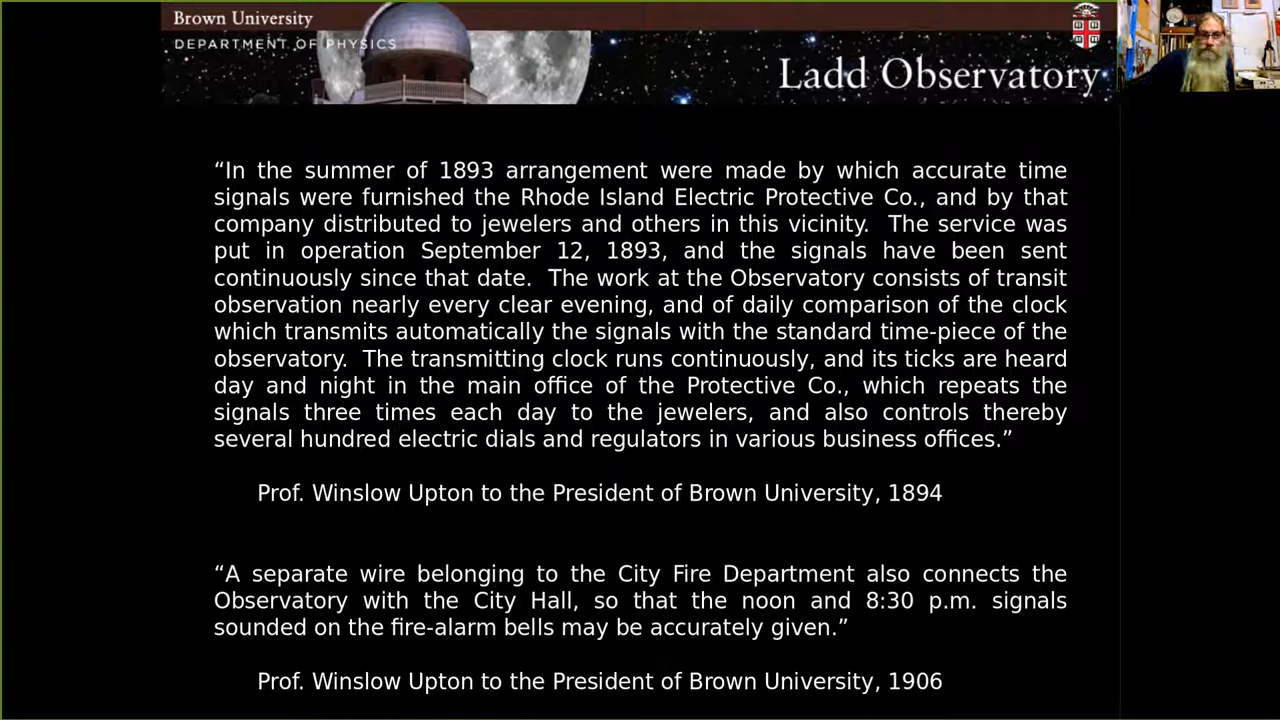 Brown University
DEPARTMENT OF PHYSICS
Ladd Observatory
“In the summer of 1893 arrangement were made by which accurate time
signals were furnished the Rhode Island Electric Protective Co., and by that
company distributed to jewelers and others in this vicinity.  The service was
put in operation September 12, 1893, and the signals have been sent
continuously since that date.  The work at the Observatory consists of transit
observation nearly every clear evening, and of daily comparison of the clock
which transmits automatically the signals with the standard time-piece of the
observatory.  The transmitting clock runs continuously, and its ticks are heard
day and night in the main office of the Protective Co., which repeats the
signals three times each day to the jewelers, and also controls thereby
several hundred electric dials and regulators in various business offices.”
Prof. Winslow Upton to the President of Brown University, 1894
“A separate wire belonging to the City Fire Department also connects the
Observatory with the City Hall, so that the noon and 8:30 p.m. signals
sounded on the fire-alarm bells may be accurately given.”
Prof. Winslow Upton to the President of Brown University, 1906